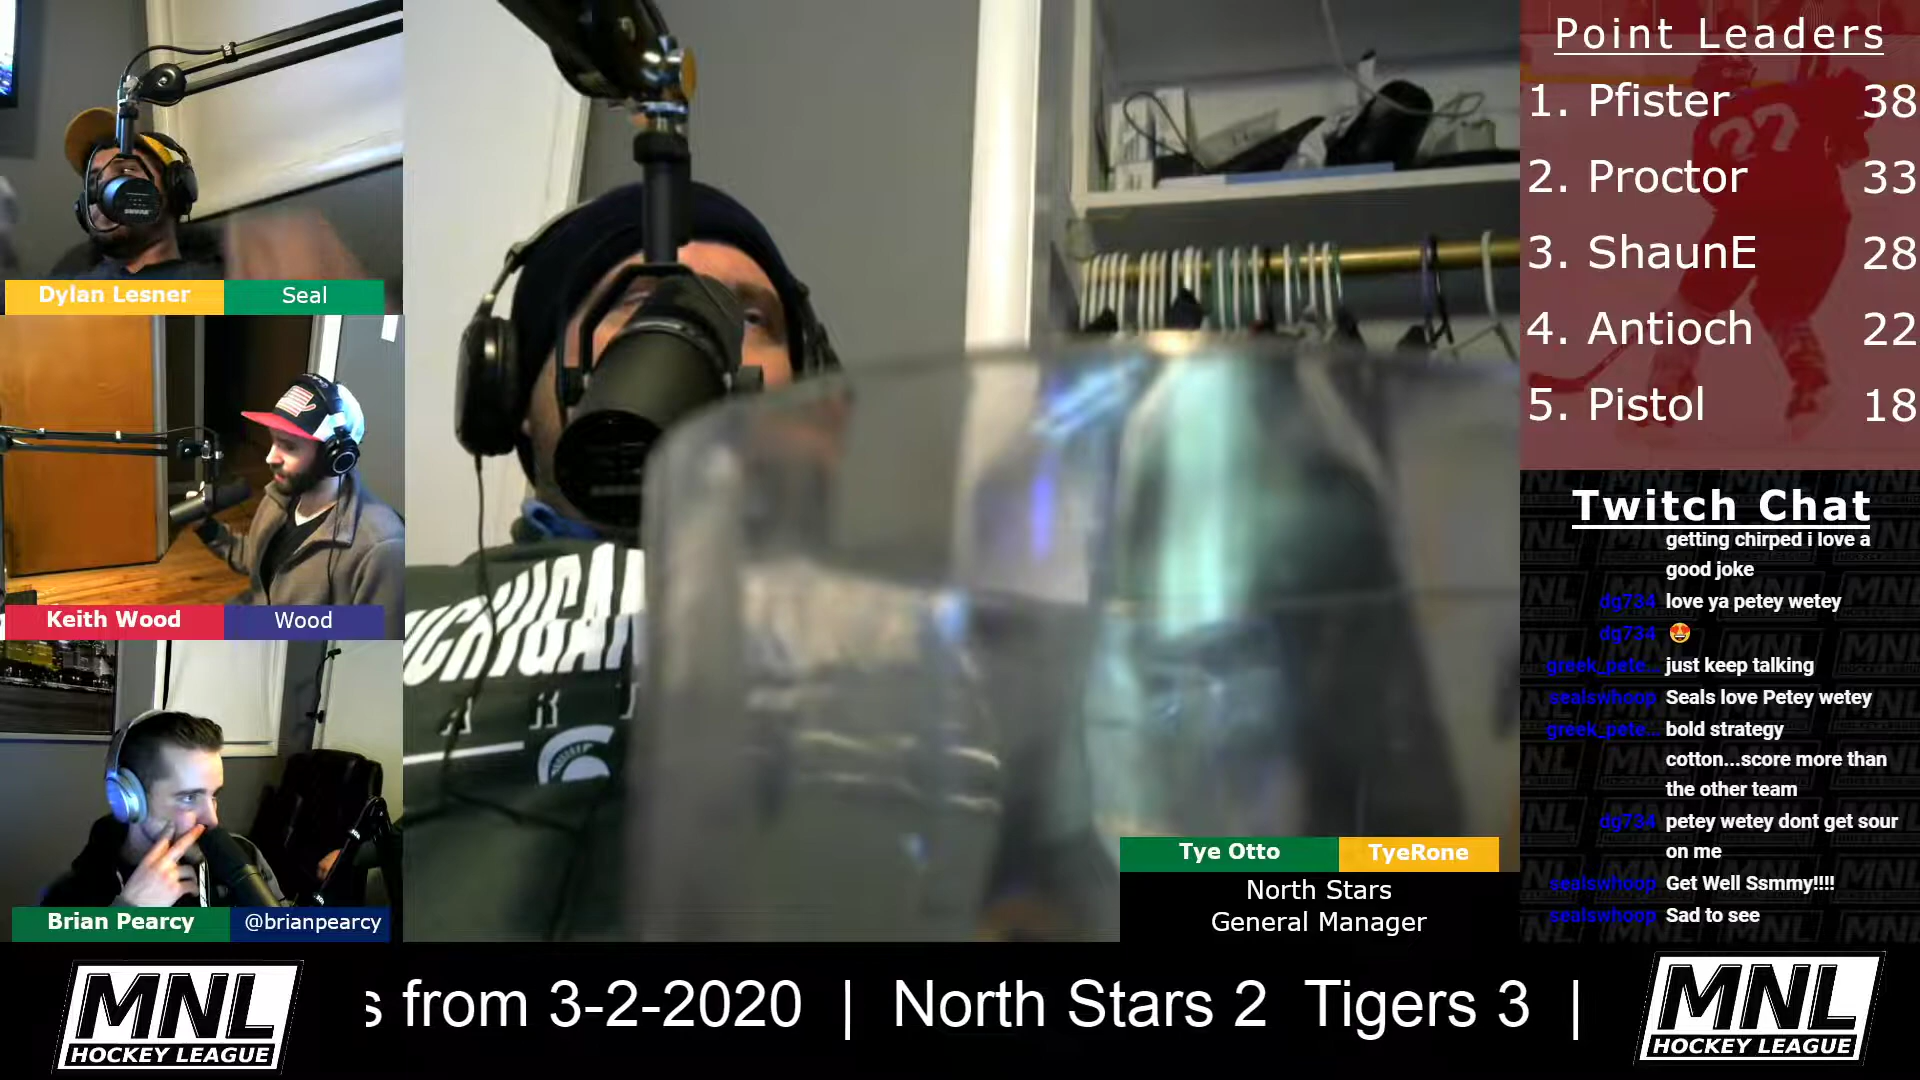 Point Leaders
1. Pfister 38
2. Proctor 33
3. ShaunE 28
4. Antioch 22
5. Pistol 18
Twitch Chat
getting chirped i love a
good joke
dg734 love ya petey wetey
dg734 😍
greek_pete... just keep talking
sealswhoop Seals love Petey wetey
greek_pete... bold strategy
cotton...score more than
the other team
dg734 petey wetey dont get sour
on me
sealswhoop Get Well Ssmmy!!!!
sealswhoop Sad to see
Dylan Lesner Seal
Keith Wood Wood
Brian Pearcy @brianpearcy
MICHIGAN
Tye Otto TyeRone
North Stars
General Manager
MNL
HOCKEY LEAGUE
s from 3-2-2020 | North Stars 2 Tigers 3 |
MNL
HOCKEY LEAGUE